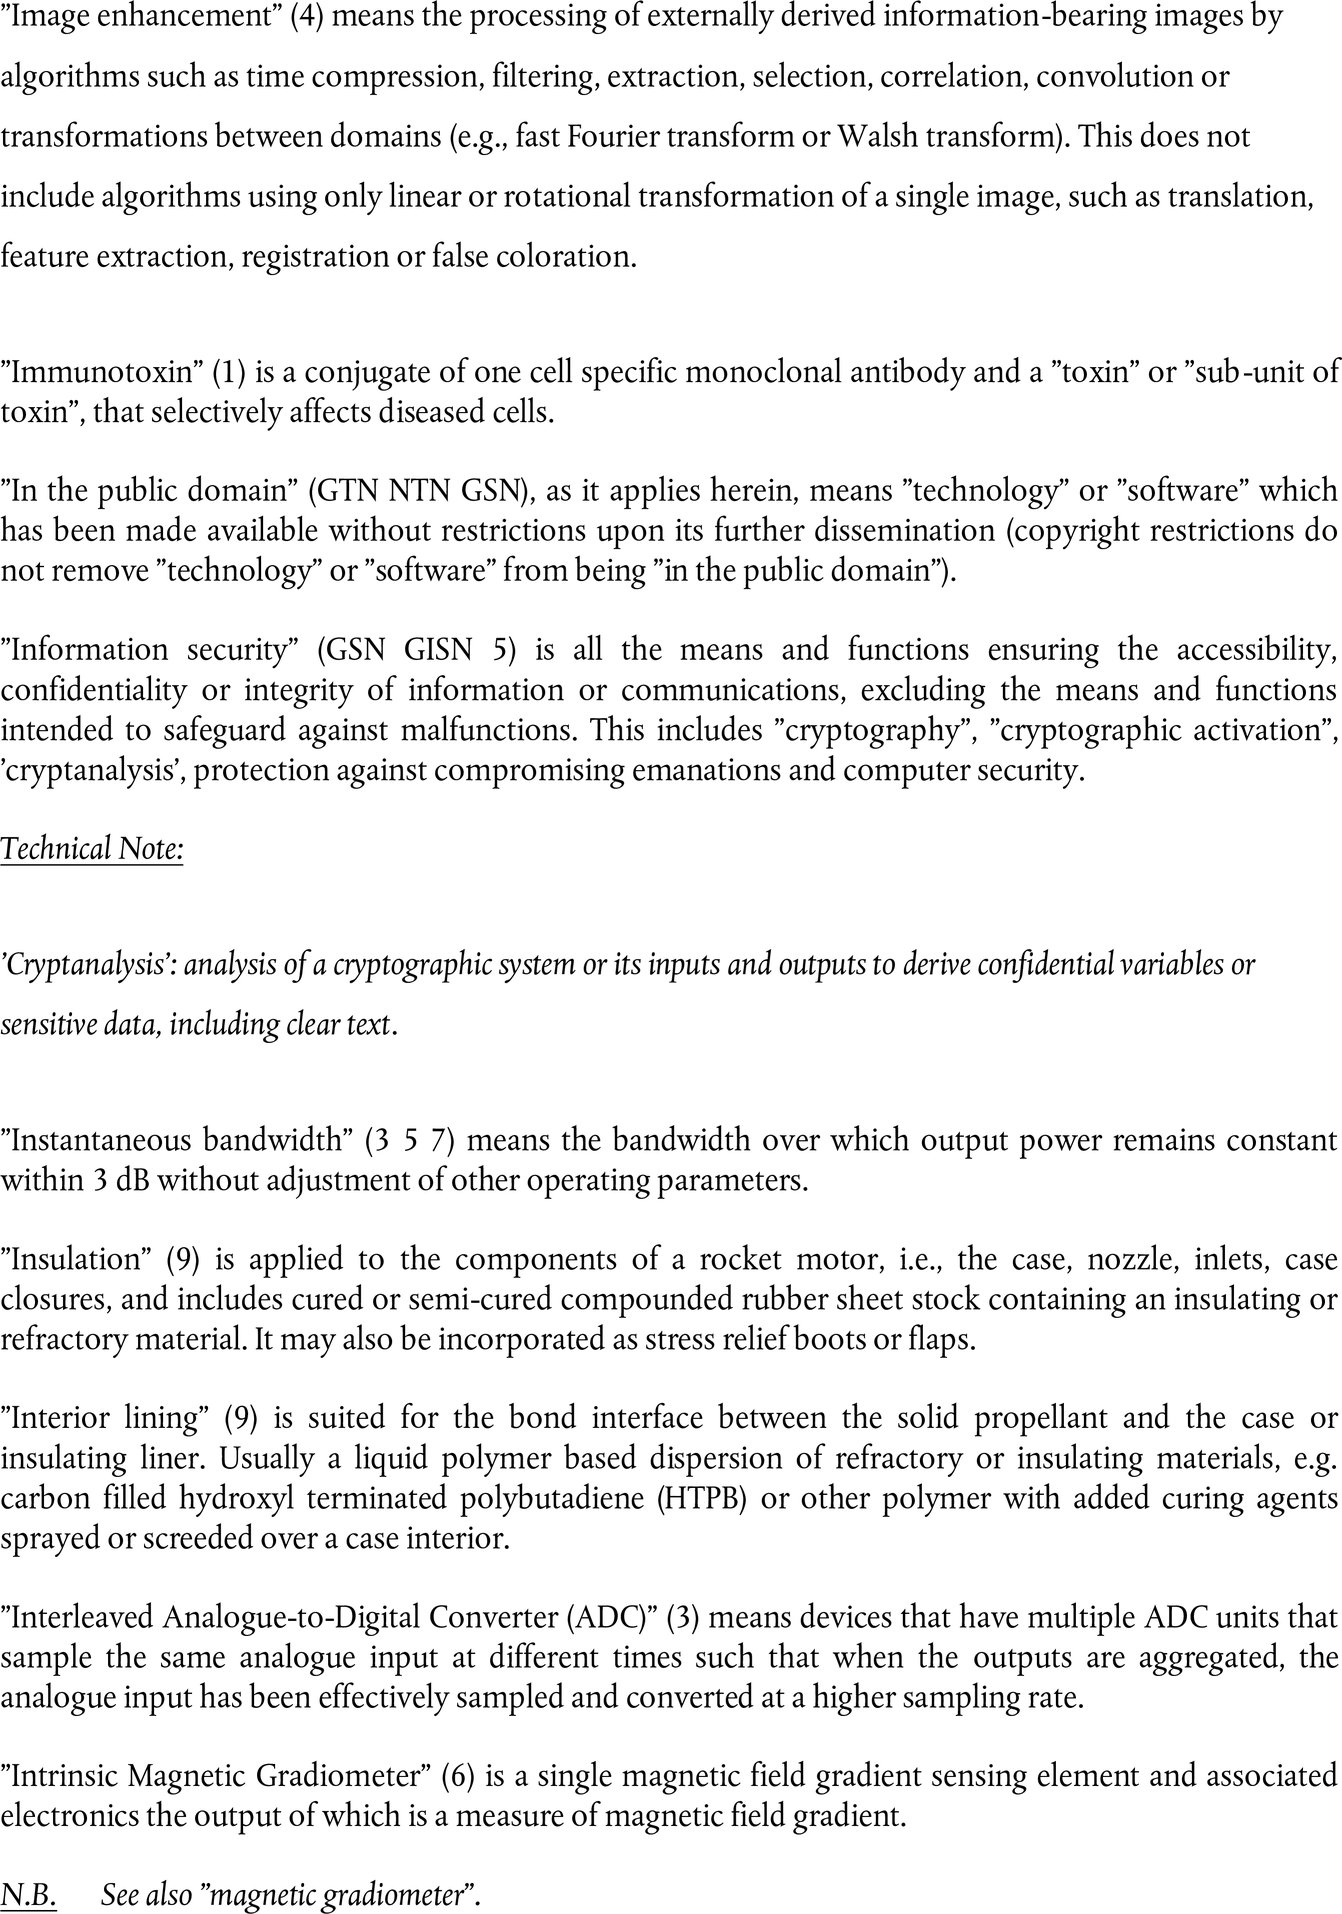 ”Image enhancement” (4) means the processing of externally derived information-bearing images by
algorithms such as time compression, filtering, extraction, selection, correlation, convolution or
transformations between domains (e.g., fast Fourier transform or Walsh transform). This does not
include algorithms using only linear or rotational transformation of a single image, such as translation,
feature extraction, registration or false coloration.
”Immunotoxin” (1) is a conjugate of one cell specific monoclonal antibody and a ”toxin” or ”sub-unit of
toxin”, that selectively affects diseased cells.
”In the public domain” (GTN NTN GSN), as it applies herein, means ”technology” or ”software” which
has been made available without restrictions upon its further dissemination (copyright restrictions do
not remove ”technology” or ”software” from being ”in the public domain”).
”Information security” (GSN GISN 5) is all the means and functions ensuring the accessibility,
confidentiality or integrity of information or communications, excluding the means and functions
intended to safeguard against malfunctions. This includes ”cryptography”, ”cryptographic activation”,
’cryptanalysis’, protection against compromising emanations and computer security.
Technical Note:
’Cryptanalysis’: analysis of a cryptographic system or its inputs and outputs to derive confidential variables or
sensitive data, including clear text.
”Instantaneous bandwidth” (3 5 7) means the bandwidth over which output power remains constant
within 3 dB without adjustment of other operating parameters.
”Insulation” (9) is applied to the components of a rocket motor, i.e., the case, nozzle, inlets, case
closures, and includes cured or semi-cured compounded rubber sheet stock containing an insulating or
refractory material. It may also be incorporated as stress relief boots or flaps.
”Interior lining” (9) is suited for the bond interface between the solid propellant and the case or
insulating liner. Usually a liquid polymer based dispersion of refractory or insulating materials, e.g.
carbon filled hydroxyl terminated polybutadiene (HTPB) or other polymer with added curing agents
sprayed or screeded over a case interior.
”Interleaved Analogue-to-Digital Converter (ADC)” (3) means devices that have multiple ADC units that
sample the same analogue input at different times such that when the outputs are aggregated, the
analogue input has been effectively sampled and converted at a higher sampling rate.
”Intrinsic Magnetic Gradiometer” (6) is a single magnetic field gradient sensing element and associated
electronics the output of which is a measure of magnetic field gradient.
N.B. See also ”magnetic gradiometer”.